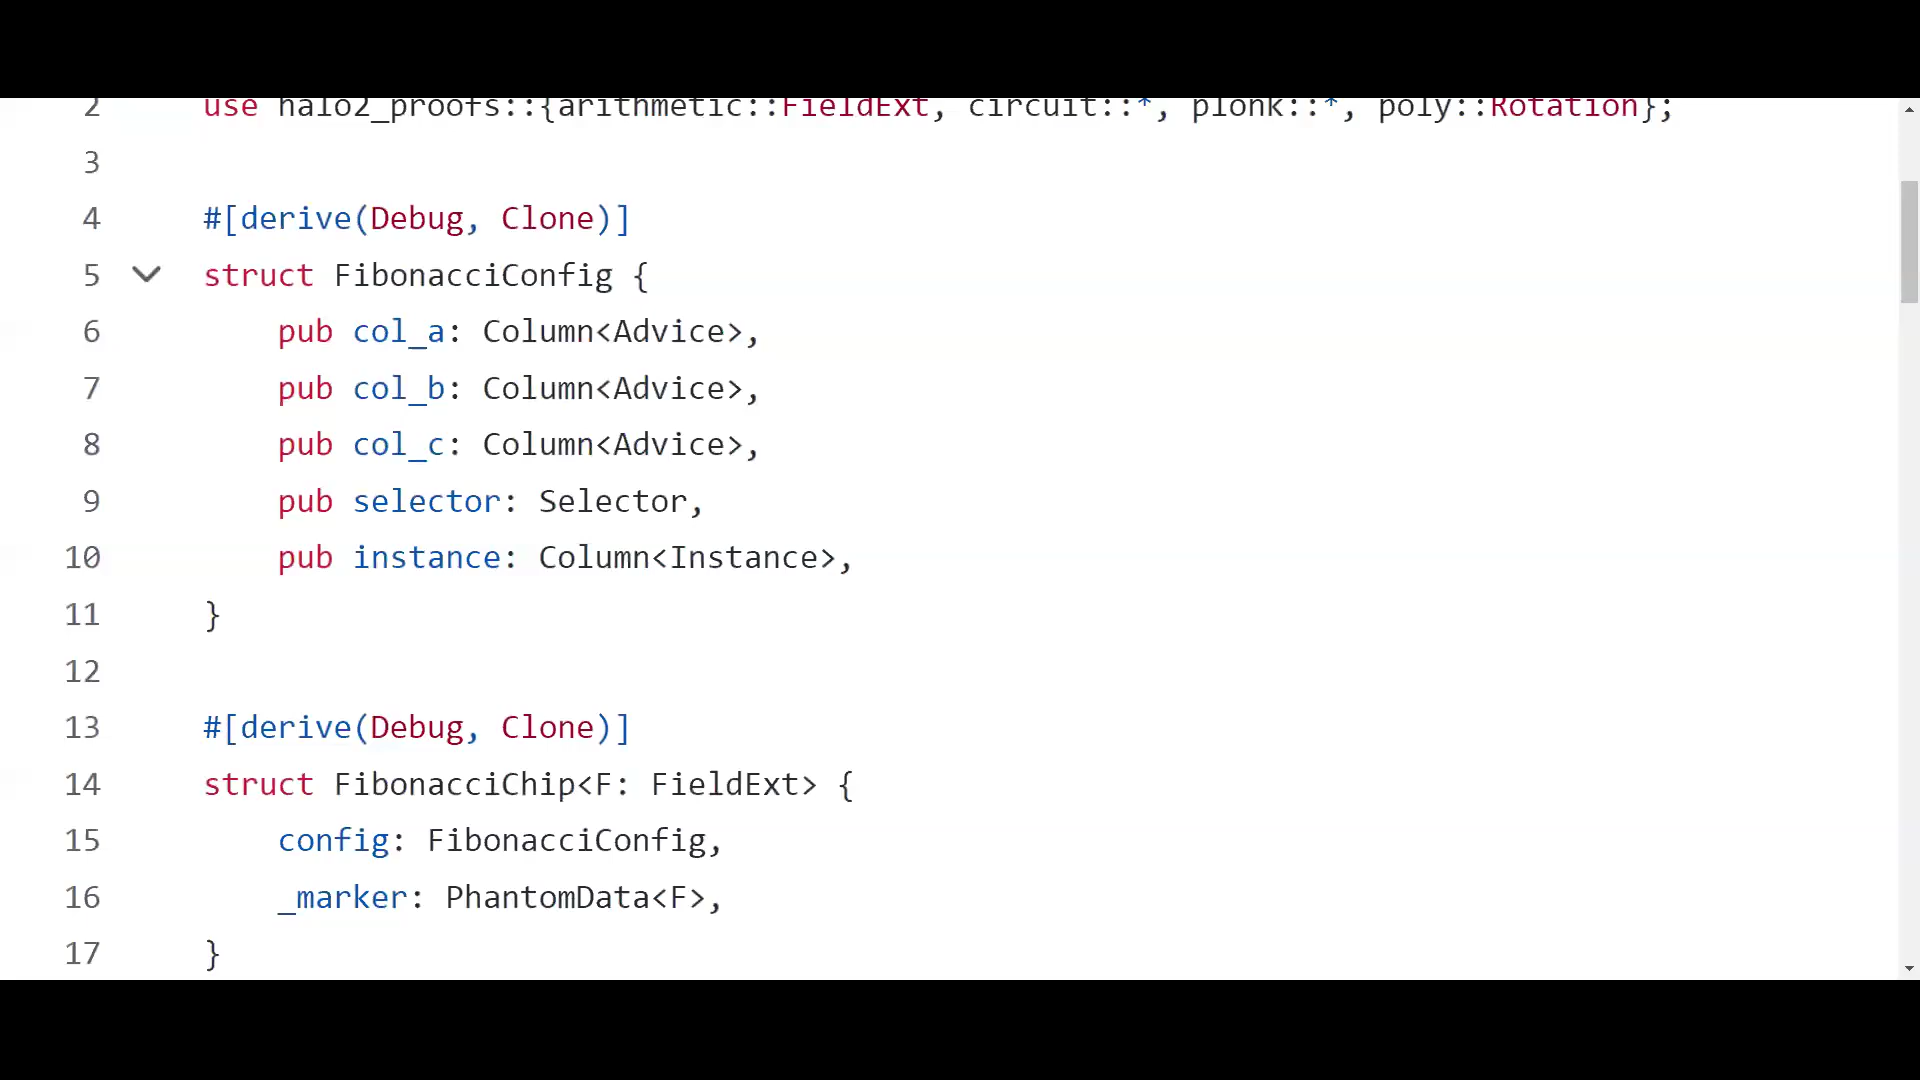 2 use halo2_proofs::{arithmetic::FieldExt, circuit::*, plonk::*, poly::Rotation};
3
4 #[derive(Debug, Clone)]
5 struct FibonacciConfig {
6     pub col_a: Column<Advice>,
7     pub col_b: Column<Advice>,
8     pub col_c: Column<Advice>,
9     pub selector: Selector,
10     pub instance: Column<Instance>,
11 }
12
13 #[derive(Debug, Clone)]
14 struct FibonacciChip<F: FieldExt> {
15     config: FibonacciConfig,
16     _marker: PhantomData<F>,
17 }